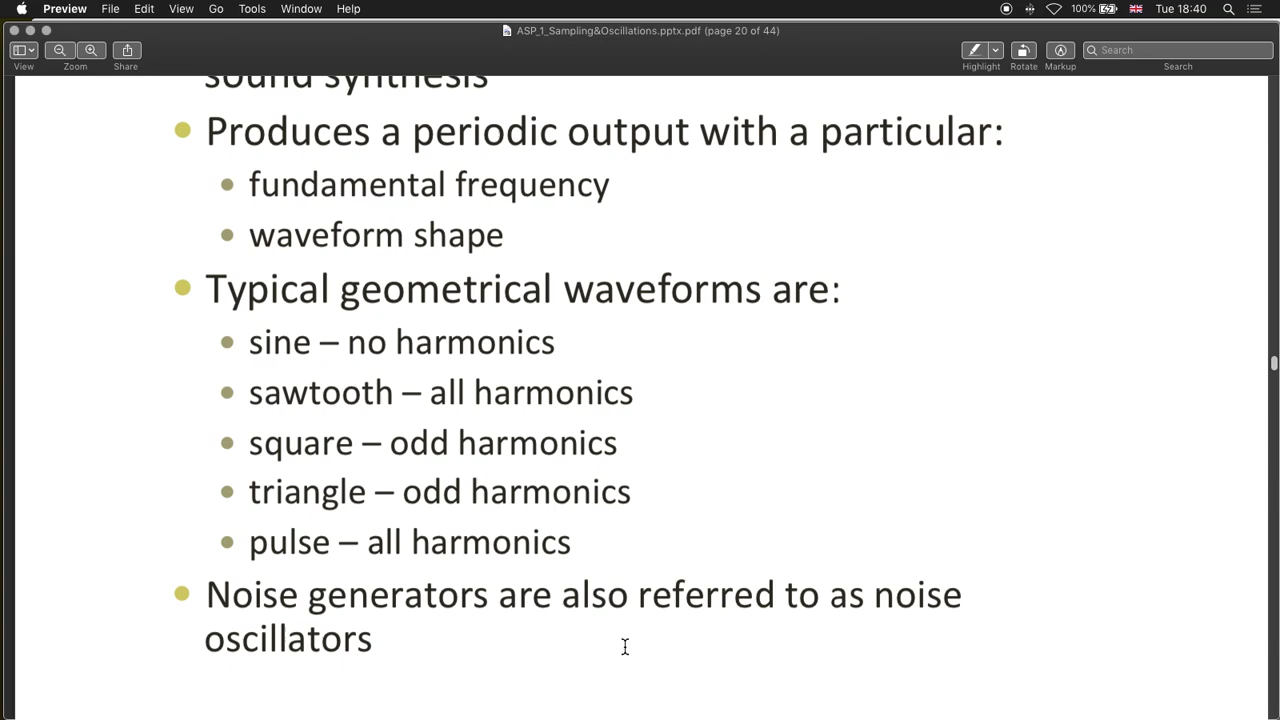 Preview File Edit View Go Tools Window Help 100% Tue 18:40
ASP_1_Sampling&Oscillations.pptx.pdf (page 20 of 44)
Search
View Zoom Share Highlight Rotate Markup Search
sound synthesis
• Produces a periodic output with a particular:
• fundamental frequency
• waveform shape
• Typical geometrical waveforms are:
• sine – no harmonics
• sawtooth – all harmonics
• square – odd harmonics
• triangle – odd harmonics
• pulse – all harmonics
• Noise generators are also referred to as noise
oscillators